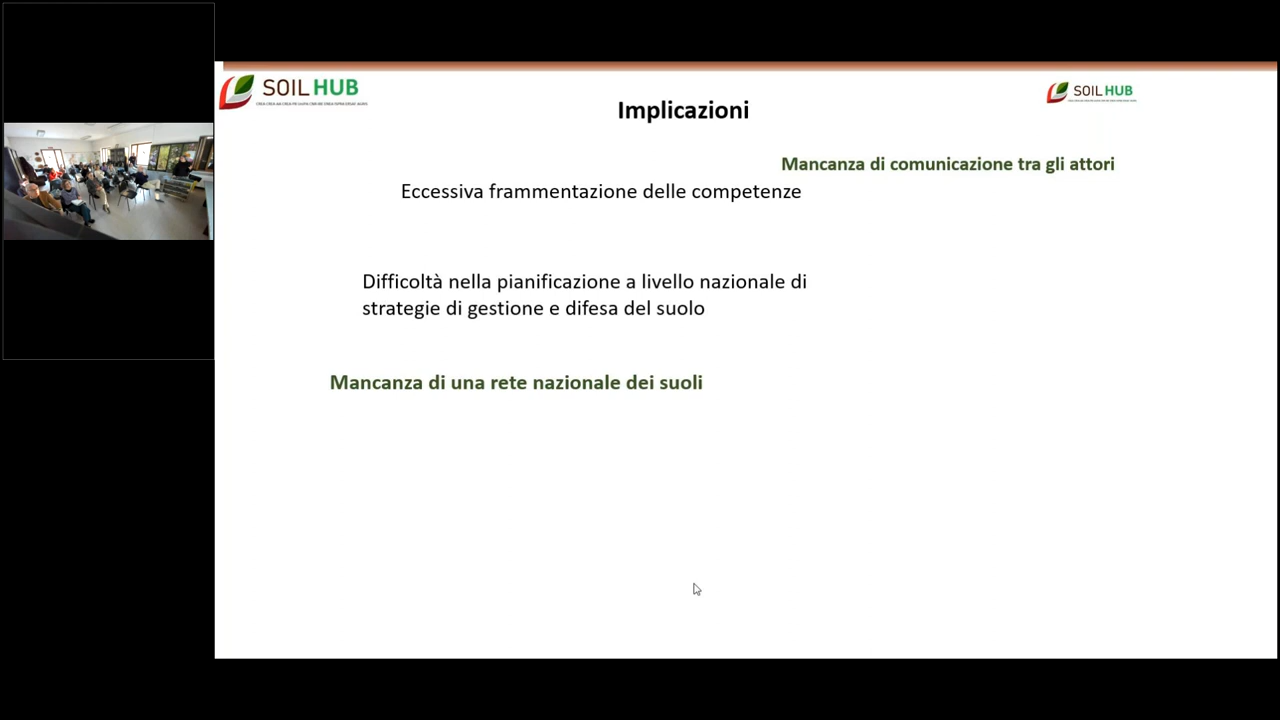 SOIL HUB
SOIL HUB
Implicazioni
Mancanza di comunicazione tra gli attori
Eccessiva frammentazione delle competenze
Difficoltà nella pianificazione a livello nazionale di
strategie di gestione e difesa del suolo
Mancanza di una rete nazionale dei suoli